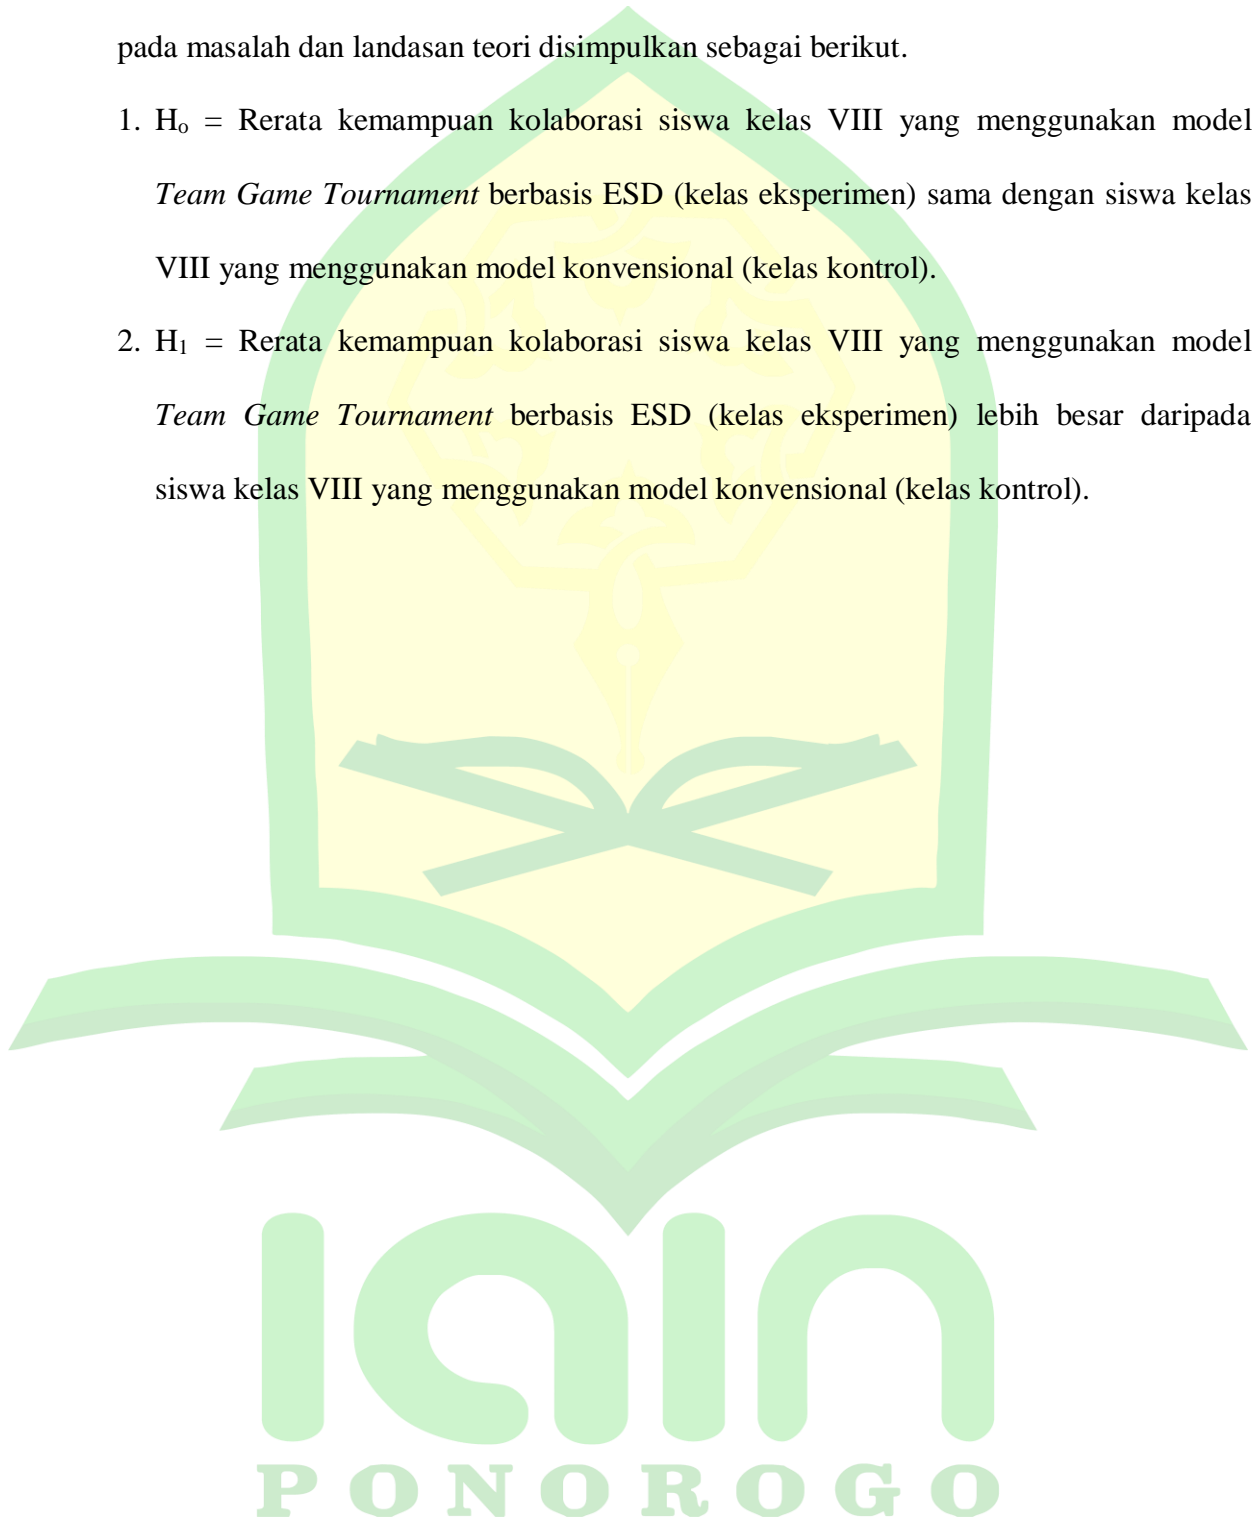 pada masalah dan landasan teori disimpulkan sebagai berikut.
1. Ho = Rerata kemampuan kolaborasi siswa kelas VIII yang menggunakan model
Team Game Tournament berbasis ESD (kelas eksperimen) sama dengan siswa kelas
VIII yang menggunakan model konvensional (kelas kontrol).
2. H1 = Rerata kemampuan kolaborasi siswa kelas VIII yang menggunakan model
Team Game Tournament berbasis ESD (kelas eksperimen) lebih besar daripada
siswa kelas VIII yang menggunakan model konvensional (kelas kontrol).
iain
PONOROGO